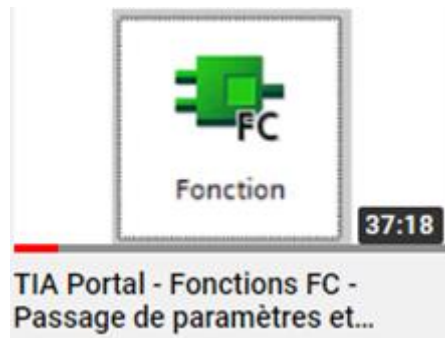 FC
Fonction
37:18
TIA Portal - Fonctions FC -
Passage de paramètres et...